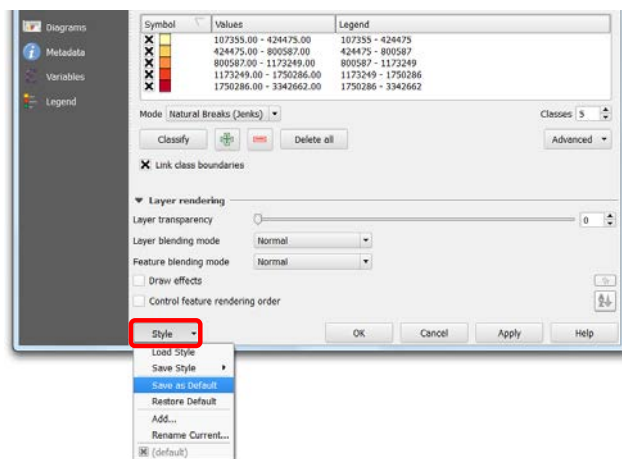 Diagrams
Metadata
Variables
Legend
Symbol Values Legend
107355.00 - 424475.00 107355 - 424475
424475.00 - 800587.00 424475 - 800587
800587.00 - 1173249.00 800587 - 1173249
1173249.00 - 1750286.00 1173249 - 1750286
1750286.00 - 3342662.00 1750286 - 3342662
Mode Natural Breaks (Jenks) Classes 5
Classify Delete all Advanced
Link class boundaries
Layer rendering
Layer transparency 0
Layer blending mode Normal
Feature blending mode Normal
Draw effects
Control feature rendering order
Style OK Cancel Apply Help
Load Style
Save Style
Save as Default
Restore Default
Add...
Rename Current...
(default)